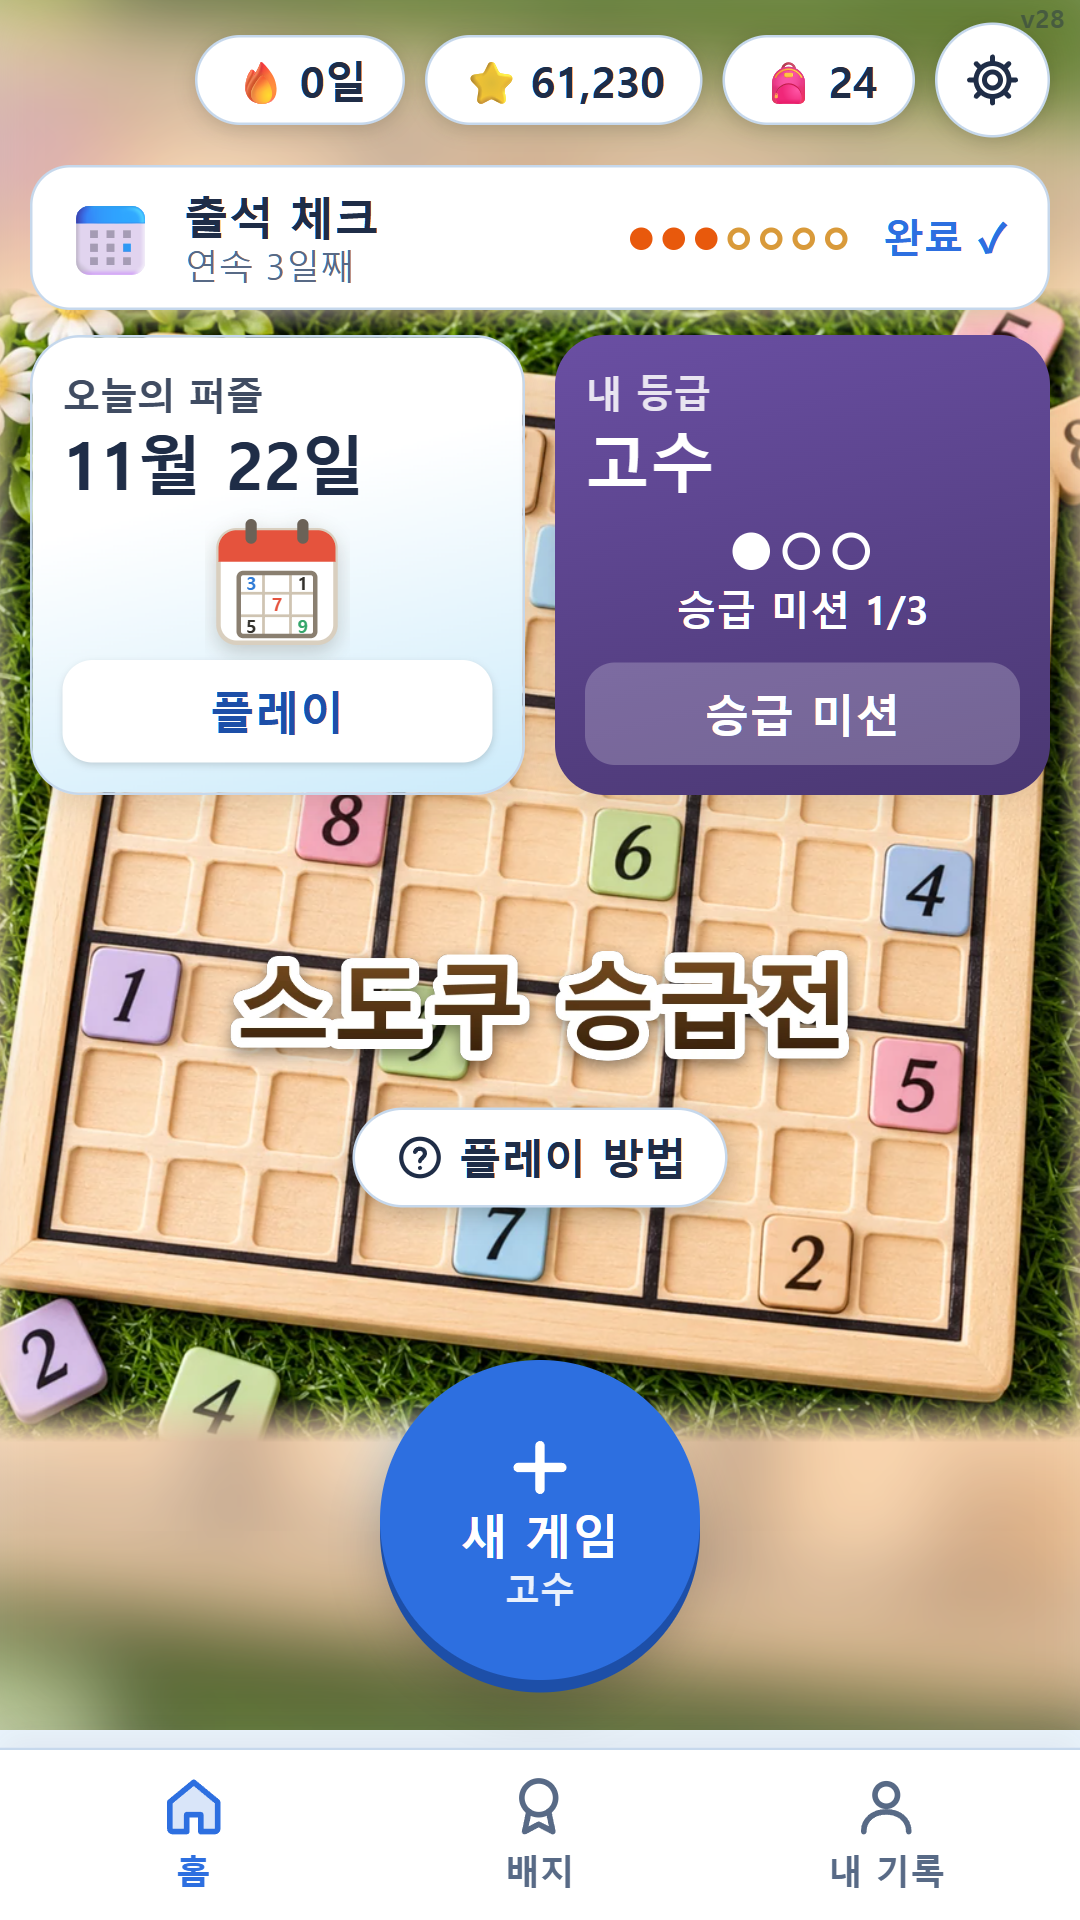 v28
0일
61,230
24
출석 체크
연속 3일째
완료 ✓
오늘의 퍼즐
11월 22일
3 1
7
5 9
플레이
내 등급
고수
승급 미션 1/3
승급 미션
8
6
4
1
스도쿠 승급전
5
플레이 방법
7
2
2
4
새 게임
고수
홈
배지
내 기록